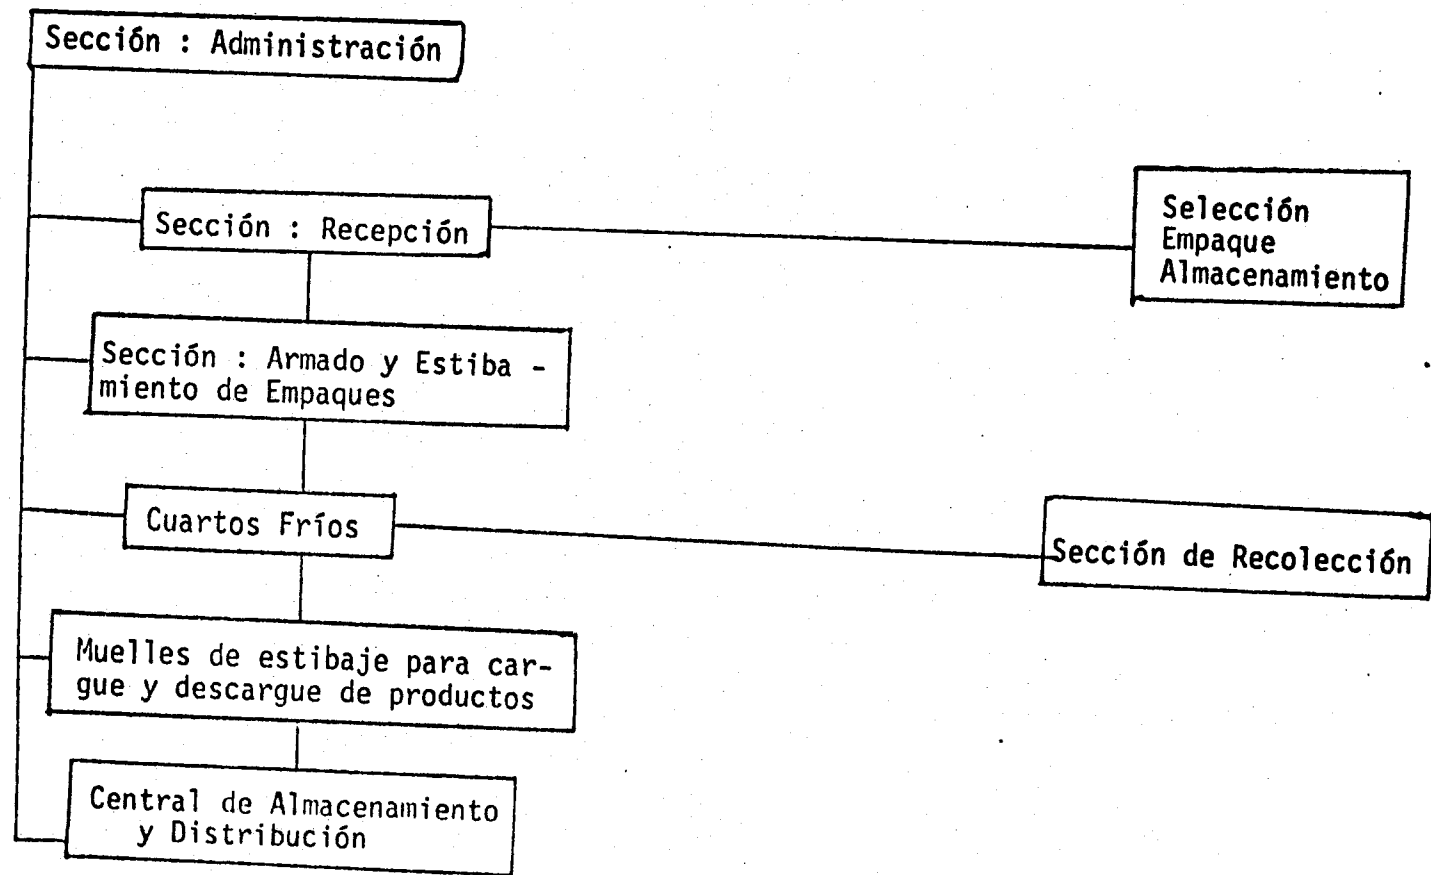 Sección : Administración
Sección : Recepción
Selección
Empaque
Almacenamiento
Sección : Armado y Estiba -
miento de Empaques
Cuartos Fríos
Sección de Recolección
Muelles de estibaje para car-
gue y descargue de productos
Central de Almacenamiento
y Distribución